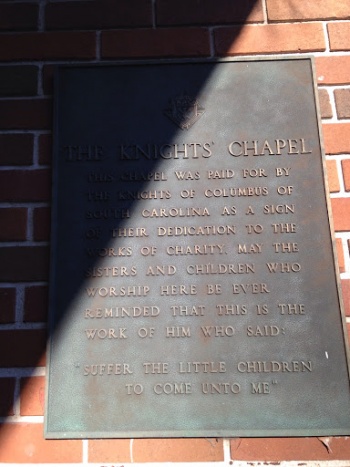 THE KNIGHTS' CHAPEL
THIS CHAPEL WAS PAID FOR BY
THE KNIGHTS OF COLUMBUS OF
SOUTH CAROLINA AS A SIGN
OF THEIR DEDICATION TO THE
WORKS OF CHARITY. MAY THE
SISTERS AND CHILDREN WHO
WORSHIP HERE BE EVER
REMINDED THAT THIS IS THE
WORK OF HIM WHO SAID:
"SUFFER THE LITTLE CHILDREN
TO COME UNTO ME"